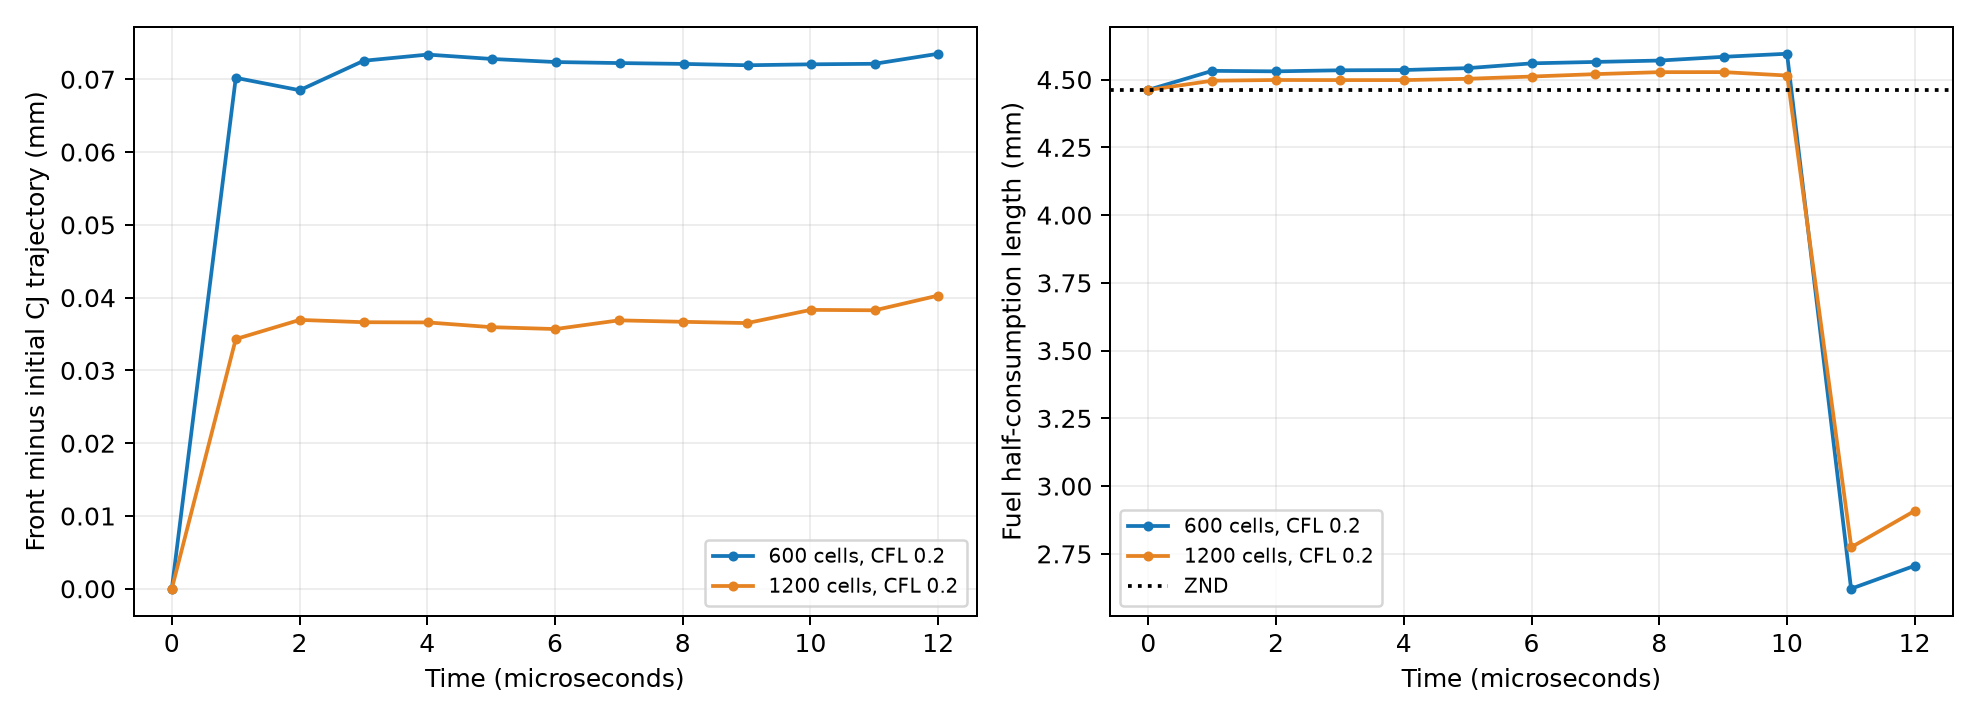 Front minus initial CJ trajectory (mm)
0.07
0.06
0.05
0.04
0.03
0.02
0.01
0.00
0 2 4 6 8 10 12
Time (microseconds)
600 cells, CFL 0.2
1200 cells, CFL 0.2
Fuel half-consumption length (mm)
4.50
4.25
4.00
3.75
3.50
3.25
3.00
2.75
0 2 4 6 8 10 12
Time (microseconds)
600 cells, CFL 0.2
1200 cells, CFL 0.2
ZND